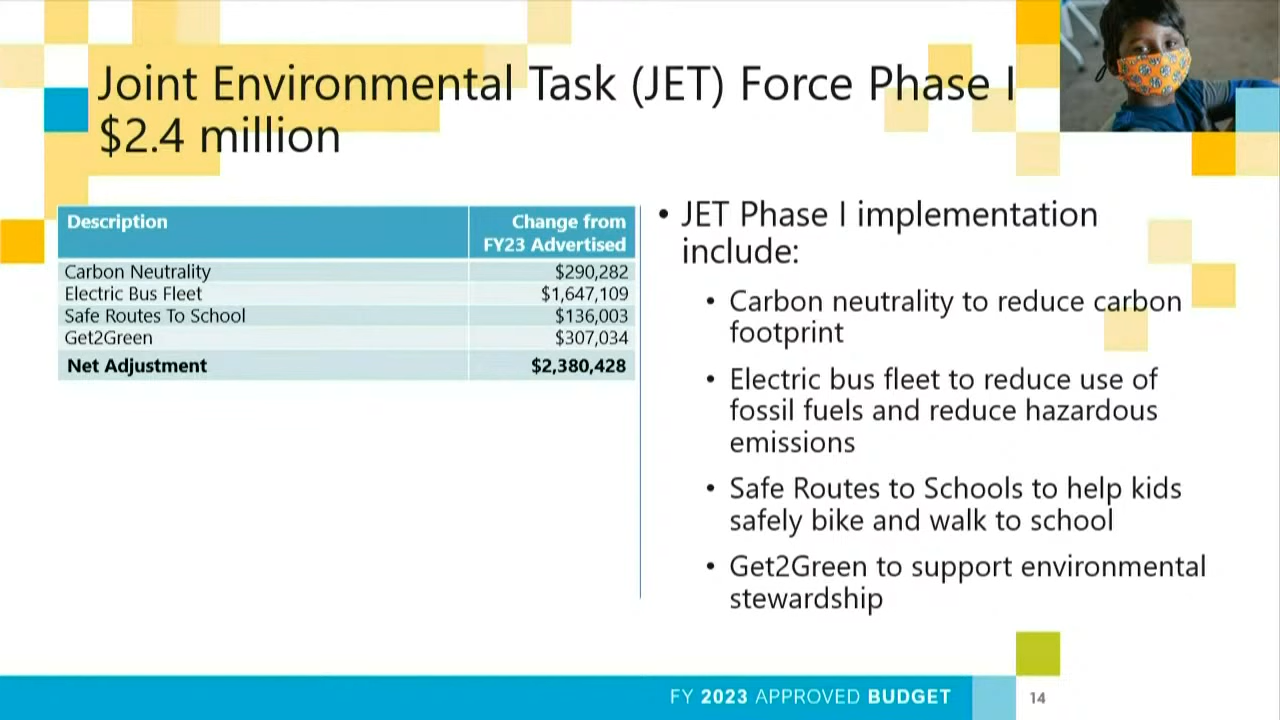 Joint Environmental Task (JET) Force Phase I
$2.4 million
Description
Change from
FY23 Advertised
Carbon Neutrality $290,282
Electric Bus Fleet $1,647,109
Safe Routes To School $136,003
Get2Green $307,034
Net Adjustment $2,380,428
• JET Phase I implementation
include:
• Carbon neutrality to reduce carbon
footprint
• Electric bus fleet to reduce use of
fossil fuels and reduce hazardous
emissions
• Safe Routes to Schools to help kids
safely bike and walk to school
• Get2Green to support environmental
stewardship
FY 2023 APPROVED BUDGET
14